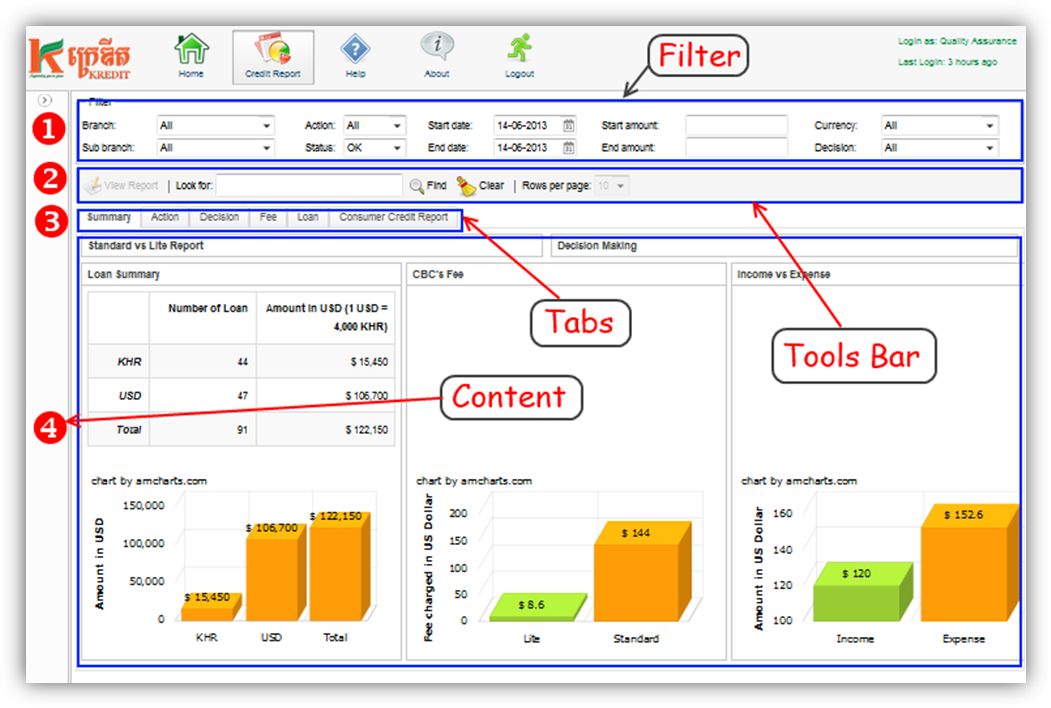 ក្រេឌីត
KREDIT
Home
Credit Report
Help
About
Logout
Login as: Quality Assurance
Last Login: 3 hours ago
Filter
Filter
1
Branch: All Action: All Start date: 14-06-2013 Start amount: Currency: All
Sub branch: All Status: OK End date: 14-06-2013 End amount: Decision: All
2
View Report | Look for: Find Clear | Rows per page: 10
3
Summary Action Decision Fee Loan Consumer Credit Report
Standard vs Lite Report Decision Making
Loan Summary CBC's Fee Income vs Expense
Number of Loan Amount in USD (1 USD =
4,000 KHR)
KHR 44 $ 15,450
USD 47 $ 106,700
Total 91 $ 122,150
Tabs
Tools Bar
Content
4
chart by amcharts.com
Amount in USD
150,000
100,000
50,000
0
$ 15,450
$ 106,700
$ 122,150
KHR USD Total
chart by amcharts.com
Fee charged in US Dollar
200
150
100
50
0
$ 8.6
$ 144
Lite Standard
chart by amcharts.com
Amount in US Dollar
160
140
120
100
$ 120
$ 152.6
Income Expense